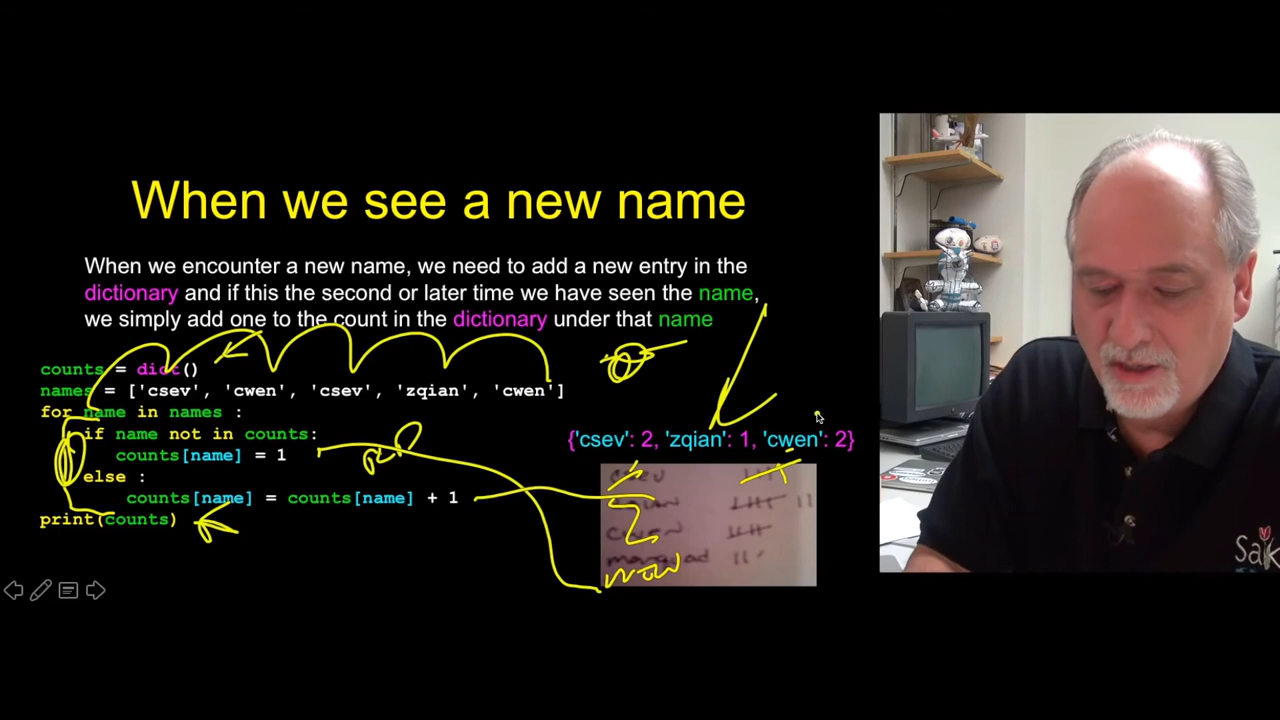 When we see a new name
When we encounter a new name, we need to add a new entry in the
dictionary and if this the second or later time we have seen the name,
we simply add one to the count in the dictionary under that name
counts = dict()
names = ['csev', 'cwen', 'csev', 'zqian', 'cwen']
for name in names :
if name not in counts:
counts[name] = 1
else :
counts[name] = counts[name] + 1
print(counts)
{'csev': 2, 'zqian': 1, 'cwen': 2}
csev
cwen
new
Sak